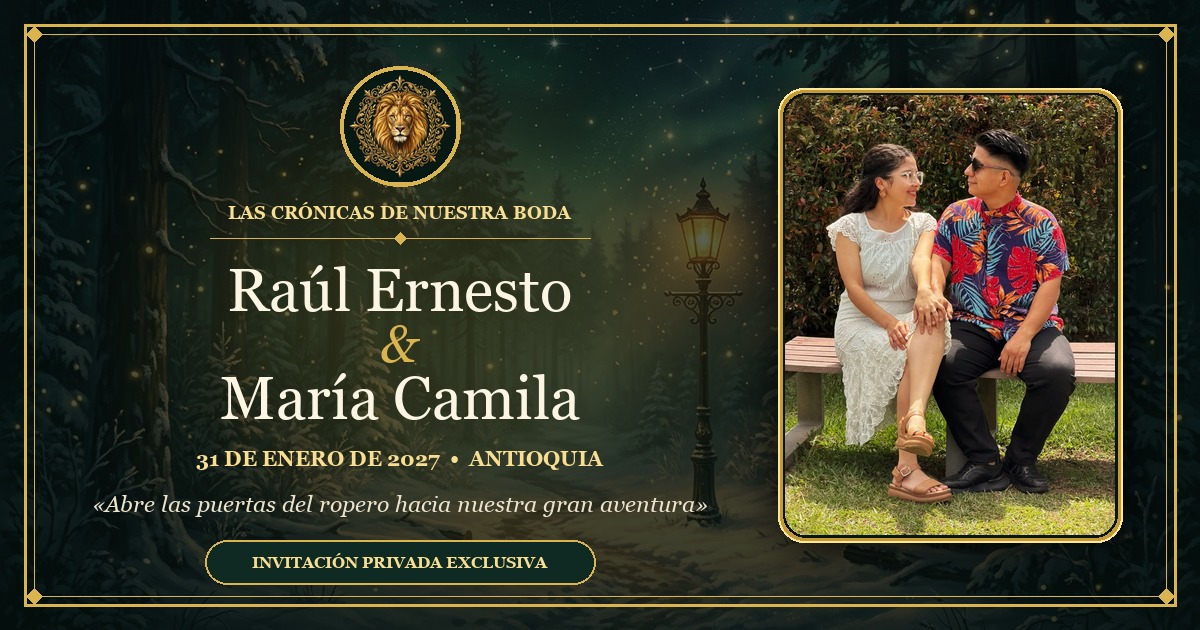 LAS CRÓNICAS DE NUESTRA BODA
Raúl Ernesto
&
María Camila
31 DE ENERO DE 2027 • ANTIOQUIA
«Abre las puertas del ropero hacia nuestra gran aventura»
INVITACIÓN PRIVADA EXCLUSIVA